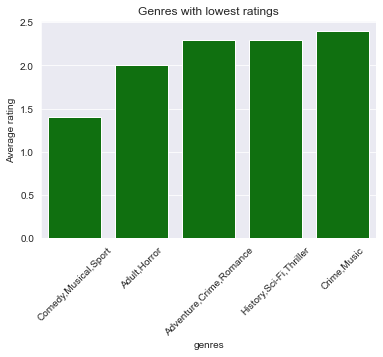 Genres with lowest ratings
Average rating
2.5
2.0
1.5
1.0
0.5
0.0
Comedy,Musical,Sport
Adult,Horror
Adventure,Crime,Romance
History,Sci-Fi,Thriller
Crime,Music
genres